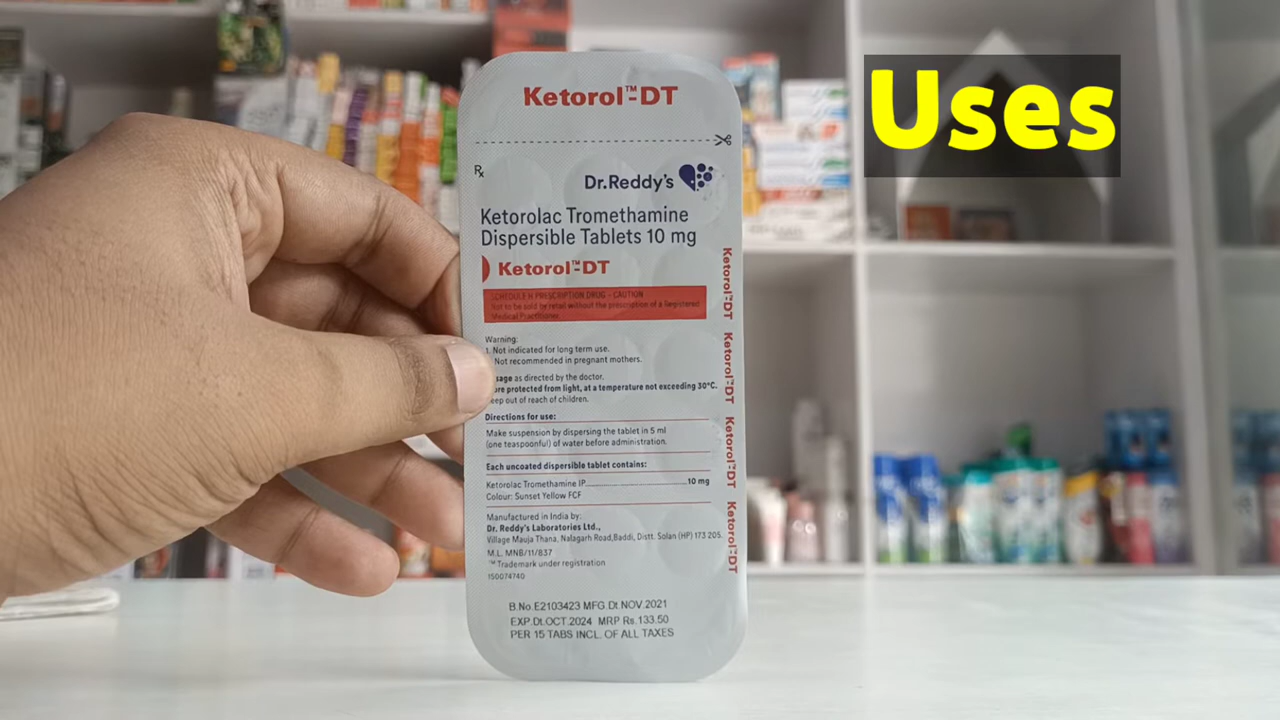 Uses
Ketorol™-DT
Rx
Dr.Reddy's
Ketorolac Tromethamine
Dispersible Tablets 10 mg
Ketorol™-DT
SCHEDULE H PRESCRIPTION DRUG - CAUTION
Not to be sold by retail without the prescription of a Registered
Medical Practitioner
Warning:
1. Not indicated for long term use.
Not recommended in pregnant mothers.
sage as directed by the doctor.
re protected from light, at a temperature not exceeding 30°C.
eep out of reach of children.
Directions for use:
Make suspension by dispersing the tablet in 5 ml
(one teaspoonful) of water before administration.
Each uncoated dispersible tablet contains:
Ketorolac Tromethamine IP 10 mg
Colour: Sunset Yellow FCF
Manufactured in India by:
Dr. Reddy's Laboratories Ltd.,
Village Mauja Thana, Nalagarh Road, Baddi, Distt. Solan (HP) 173 205.
M.L. MNB/11/837
™ Trademark under registration
150074740
B.No.E2103423 MFG.Dt.NOV.2021
EXP.Dt.OCT.2024 MRP Rs.133.50
PER 15 TABS INCL. OF ALL TAXES
Ketorol™-DT
Ketorol™-DT
Ketorol™-DT
Ketorol™-DT